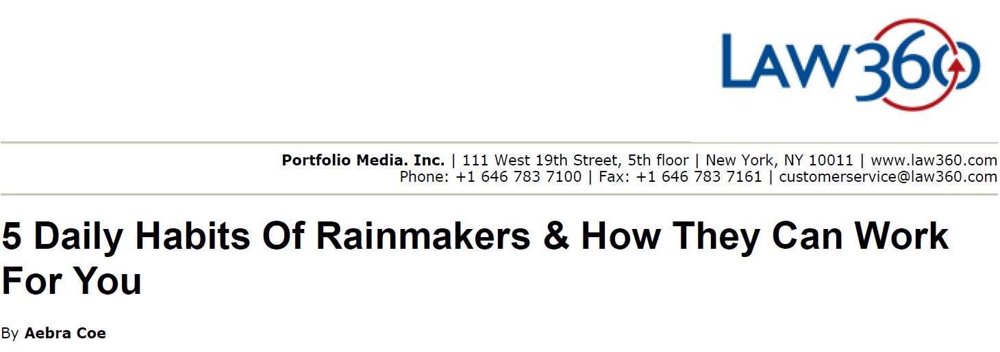 LAW360
Portfolio Media. Inc. | 111 West 19th Street, 5th floor | New York, NY 10011 | www.law360.com
Phone: +1 646 783 7100 | Fax: +1 646 783 7161 | customerservice@law360.com
5 Daily Habits Of Rainmakers & How They Can Work
For You
By Aebra Coe